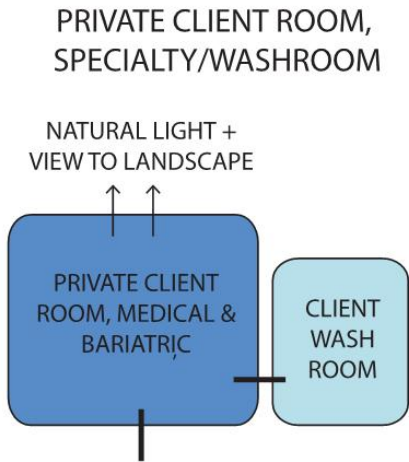 PRIVATE CLIENT ROOM,
SPECIALTY/WASHROOM
NATURAL LIGHT +
VIEW TO LANDSCAPE
PRIVATE CLIENT
ROOM, MEDICAL &
BARIATRIC
CLIENT
WASH
ROOM